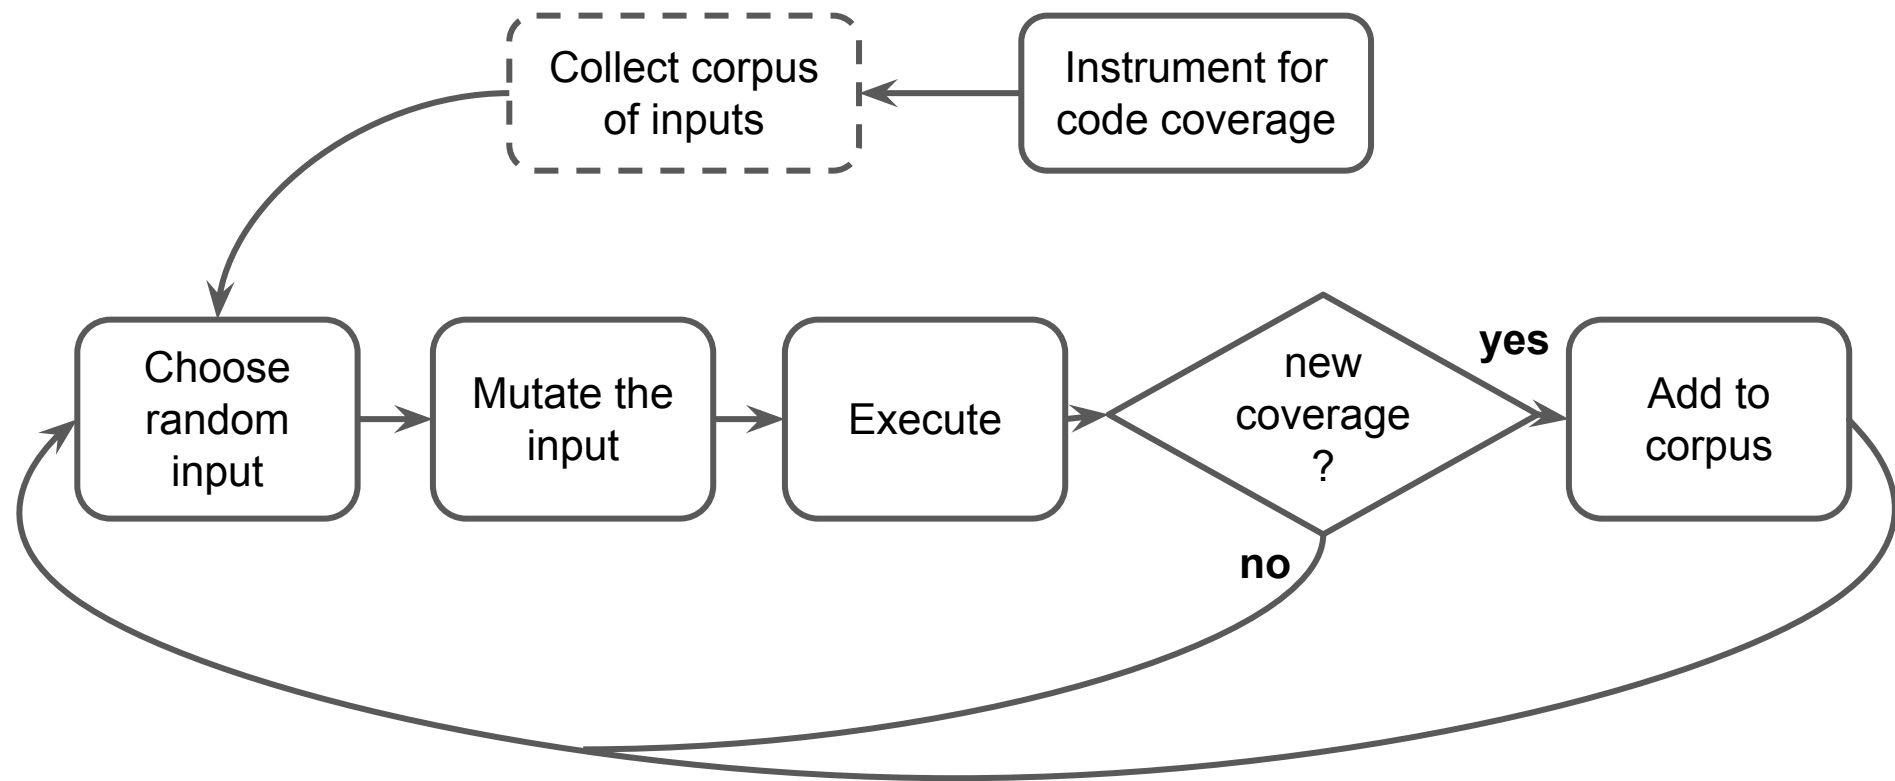 Collect corpus
of inputs
Instrument for
code coverage
Choose
random
input
Mutate the
input
Execute
new
coverage
?
yes
no
Add to
corpus